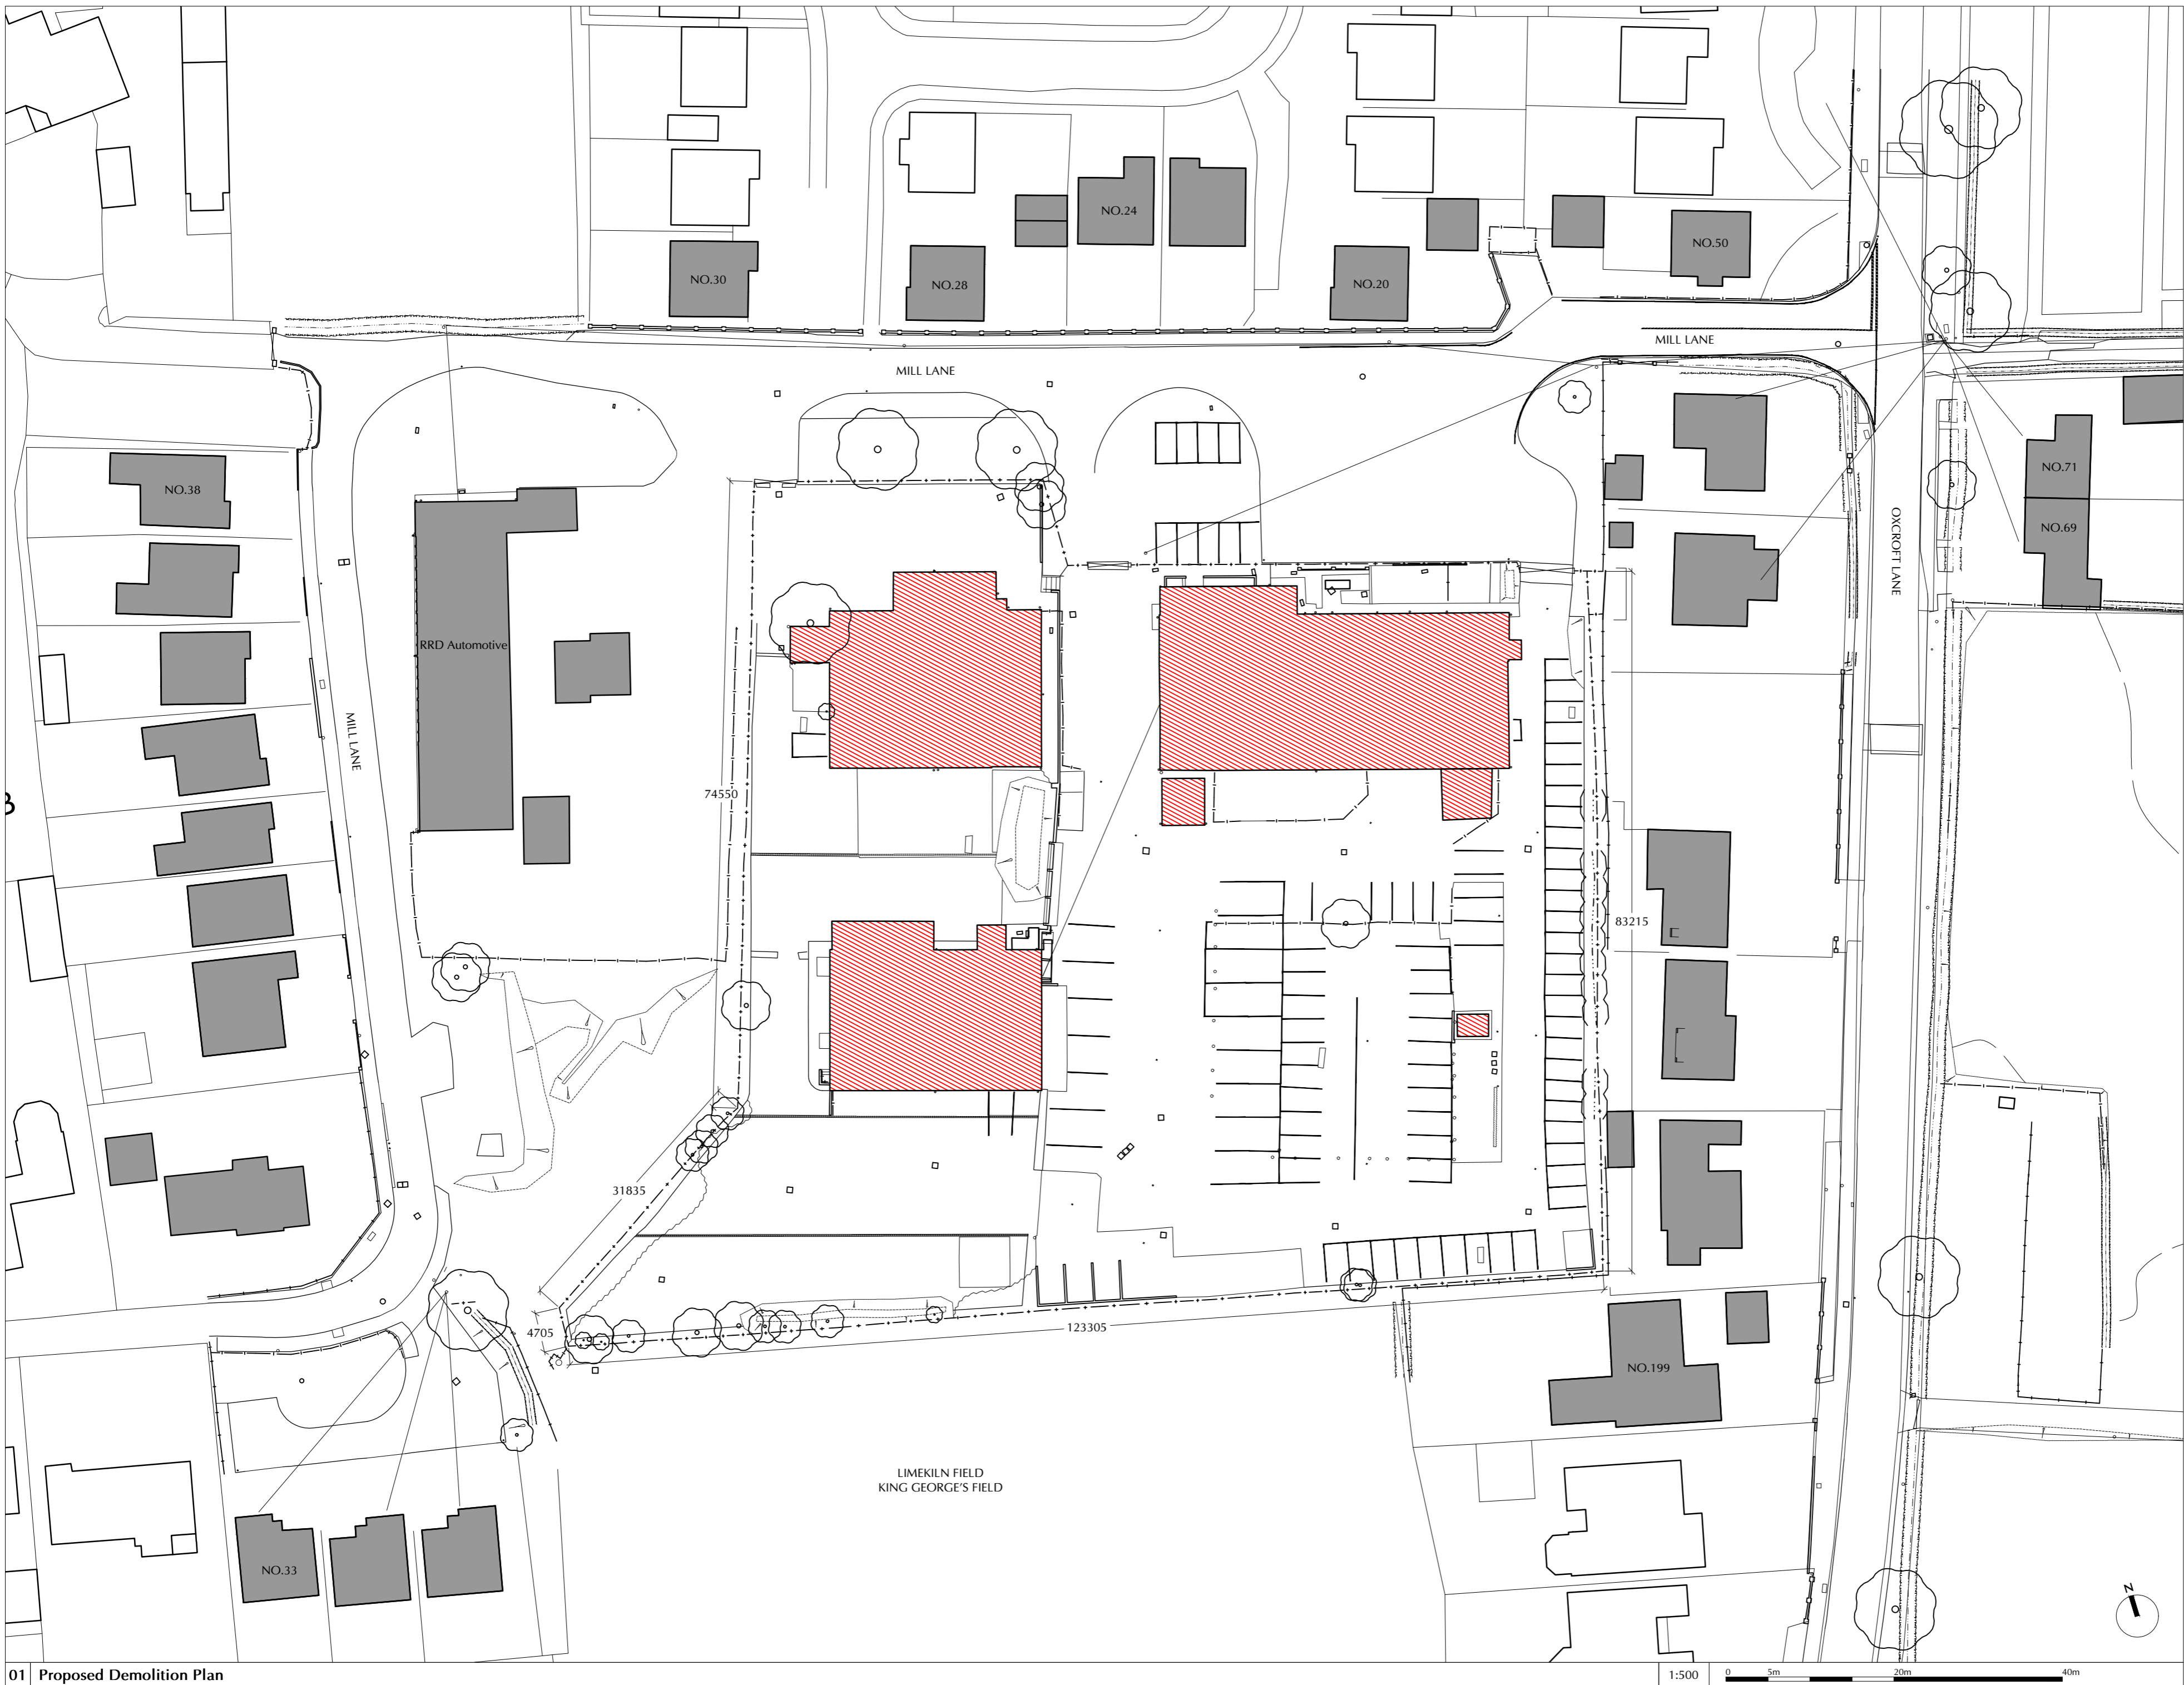 NO.24
NO.50
NO.30
NO.28
NO.20
MILL LANE
MILL LANE
NO.38
NO.71
NO.69
OXCROFT LANE
RRD Automotive
MILL LANE
74550
83215
31835
4705
123305
NO.199
LIMEKILN FIELD
KING GEORGE'S FIELD
NO.33
N
01 Proposed Demolition Plan
1:500
0 5m 20m 40m